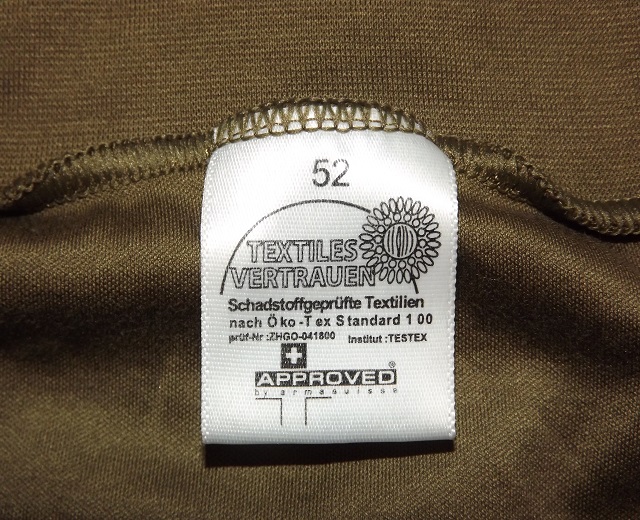 52
TEXTILES
VERTRAUEN
Schadstoffgeprüfte Textilien
nach Öko-Tex Standard 100
prüf-Nr :ZHGO-041800 Institut :TESTEX
APPROVED®
by armasuisse